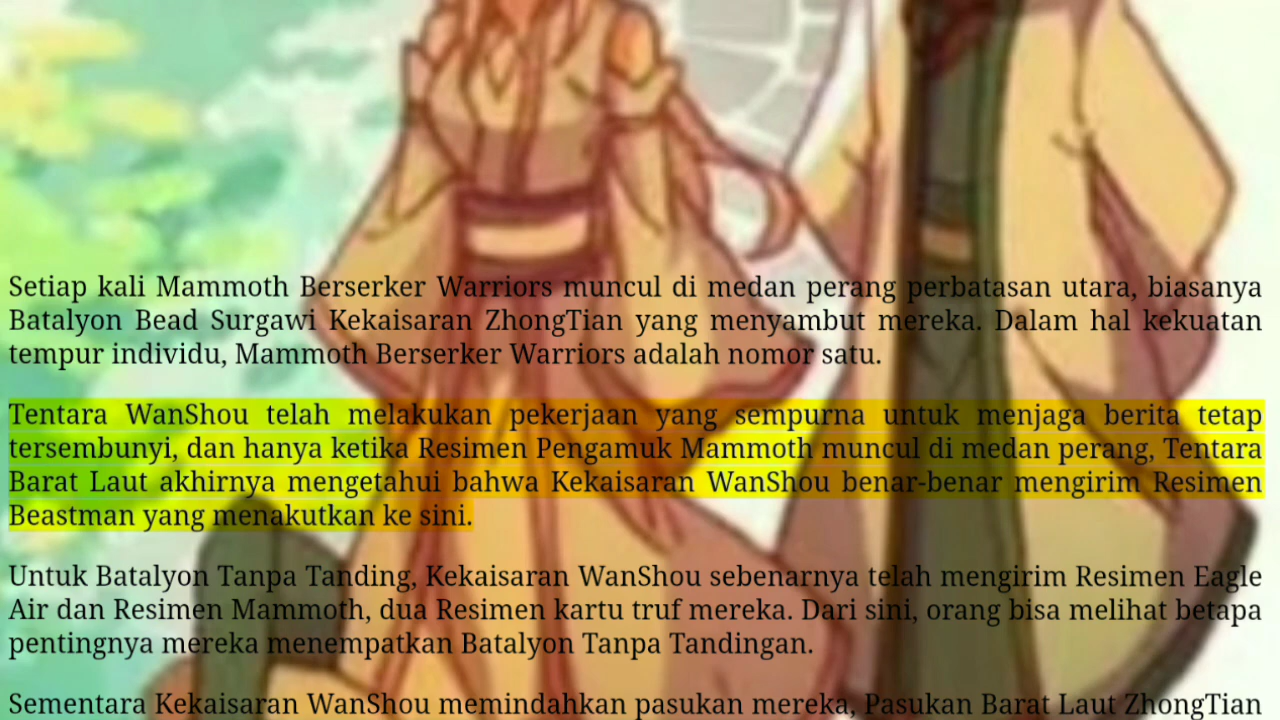 Setiap kali Mammoth Berserker Warriors muncul di medan perang perbatasan utara, biasanya
Batalyon Bead Surgawi Kekaisaran ZhongTian yang menyambut mereka. Dalam hal kekuatan
tempur individu, Mammoth Berserker Warriors adalah nomor satu.
Tentara WanShou telah melakukan pekerjaan yang sempurna untuk menjaga berita tetap
tersembunyi, dan hanya ketika Resimen Pengamuk Mammoth muncul di medan perang, Tentara
Barat Laut akhirnya mengetahui bahwa Kekaisaran WanShou benar-benar mengirim Resimen
Beastman yang menakutkan ke sini.
Untuk Batalyon Tanpa Tanding, Kekaisaran WanShou sebenarnya telah mengirim Resimen Eagle
Air dan Resimen Mammoth, dua Resimen kartu truf mereka. Dari sini, orang bisa melihat betapa
pentingnya mereka menempatkan Batalyon Tanpa Tandingan.
Sementara Kekaisaran WanShou memindahkan pasukan mereka, Pasukan Barat Laut ZhongTian